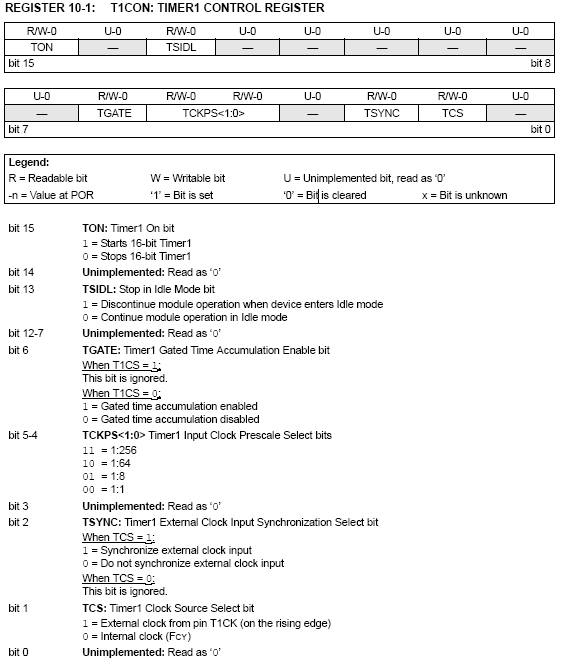 REGISTER 10-1: T1CON: TIMER1 CONTROL REGISTER
R/W-0 U-0 R/W-0 U-0 U-0 U-0 U-0 U-0
TON — TSIDL — — — — —
bit 15 bit 8
U-0 R/W-0 R/W-0 R/W-0 U-0 R/W-0 R/W-0 U-0
— TGATE TCKPS<1:0> — TSYNC TCS —
bit 7 bit 0
Legend:
R = Readable bit W = Writable bit U = Unimplemented bit, read as ‘0’
-n = Value at POR ‘1’ = Bit is set ‘0’ = Bit is cleared x = Bit is unknown
bit 15 TON: Timer1 On bit
1 = Starts 16-bit Timer1
0 = Stops 16-bit Timer1
bit 14 Unimplemented: Read as ‘0’
bit 13 TSIDL: Stop in Idle Mode bit
1 = Discontinue module operation when device enters Idle mode
0 = Continue module operation in Idle mode
bit 12-7 Unimplemented: Read as ‘0’
bit 6 TGATE: Timer1 Gated Time Accumulation Enable bit
When T1CS = 1:
This bit is ignored.
When T1CS = 0:
1 = Gated time accumulation enabled
0 = Gated time accumulation disabled
bit 5-4 TCKPS<1:0> Timer1 Input Clock Prescale Select bits
11 = 1:256
10 = 1:64
01 = 1:8
00 = 1:1
bit 3 Unimplemented: Read as ‘0’
bit 2 TSYNC: Timer1 External Clock Input Synchronization Select bit
When TCS = 1:
1 = Synchronize external clock input
0 = Do not synchronize external clock input
When TCS = 0:
This bit is ignored.
bit 1 TCS: Timer1 Clock Source Select bit
1 = External clock from pin T1CK (on the rising edge)
0 = Internal clock (FCY)
bit 0 Unimplemented: Read as ‘0’